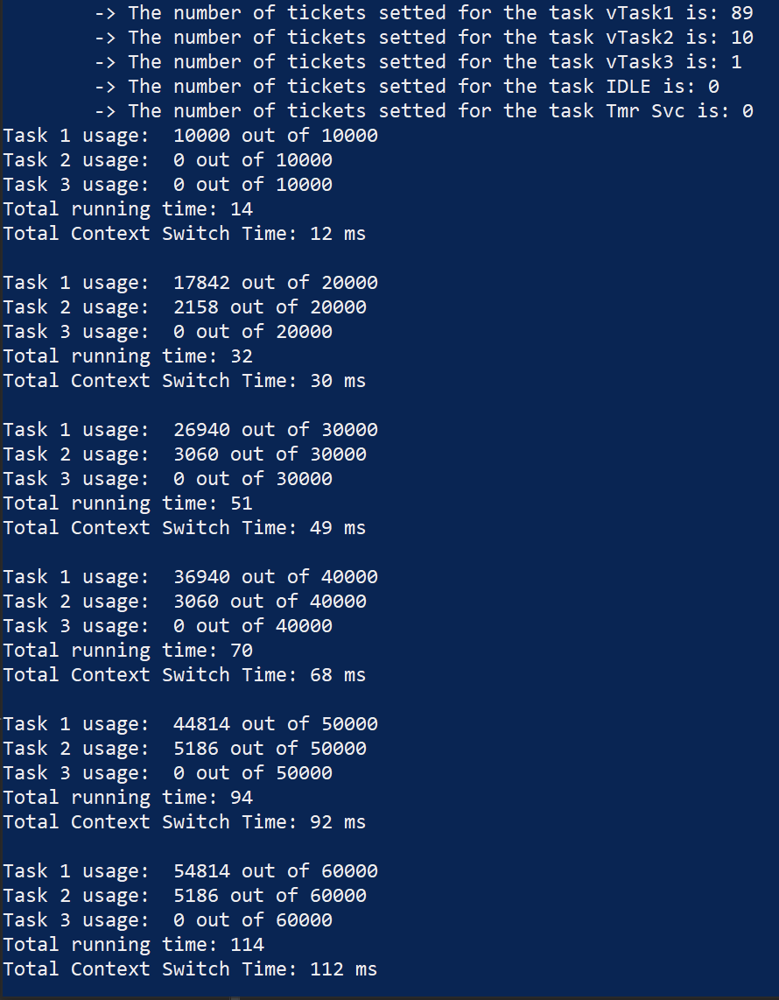 -> The number of tickets setted for the task vTask1 is: 89
-> The number of tickets setted for the task vTask2 is: 10
-> The number of tickets setted for the task vTask3 is: 1
-> The number of tickets setted for the task IDLE is: 0
-> The number of tickets setted for the task Tmr Svc is: 0
Task 1 usage:  10000 out of 10000
Task 2 usage:  0 out of 10000
Task 3 usage:  0 out of 10000
Total running time: 14
Total Context Switch Time: 12 ms
Task 1 usage:  17842 out of 20000
Task 2 usage:  2158 out of 20000
Task 3 usage:  0 out of 20000
Total running time: 32
Total Context Switch Time: 30 ms
Task 1 usage:  26940 out of 30000
Task 2 usage:  3060 out of 30000
Task 3 usage:  0 out of 30000
Total running time: 51
Total Context Switch Time: 49 ms
Task 1 usage:  36940 out of 40000
Task 2 usage:  3060 out of 40000
Task 3 usage:  0 out of 40000
Total running time: 70
Total Context Switch Time: 68 ms
Task 1 usage:  44814 out of 50000
Task 2 usage:  5186 out of 50000
Task 3 usage:  0 out of 50000
Total running time: 94
Total Context Switch Time: 92 ms
Task 1 usage:  54814 out of 60000
Task 2 usage:  5186 out of 60000
Task 3 usage:  0 out of 60000
Total running time: 114
Total Context Switch Time: 112 ms